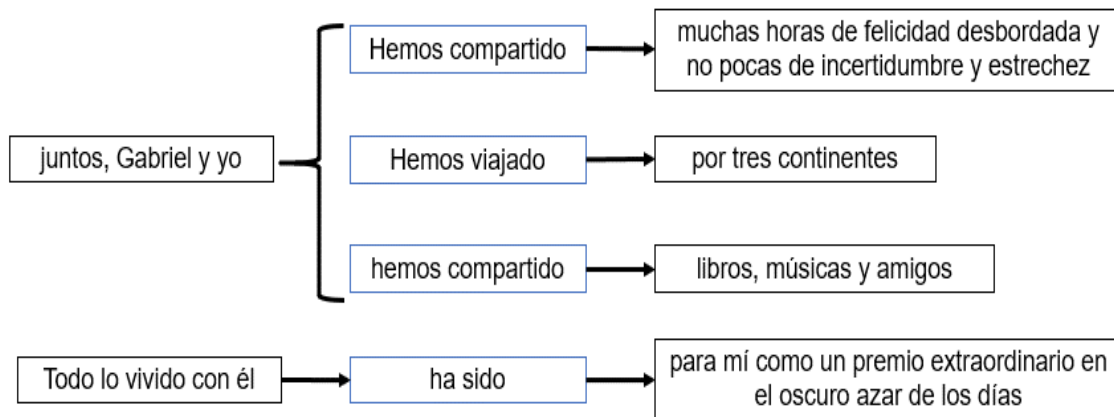 Hemos compartido
muchas horas de felicidad desbordada y
no pocas de incertidumbre y estrechez
juntos, Gabriel y yo
Hemos viajado
por tres continentes
hemos compartido
libros, músicas y amigos
Todo lo vivido con él
ha sido
para mí como un premio extraordinario en
el oscuro azar de los días